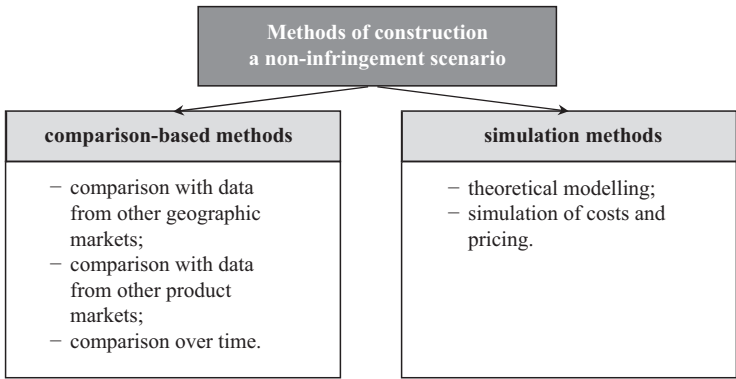 Methods of construction
a non-infringement scenario
comparison-based methods
– comparison with data
from other geographic
markets;
– comparison with data
from other product
markets;
– comparison over time.
simulation methods
– theoretical modelling;
– simulation of costs and
pricing.